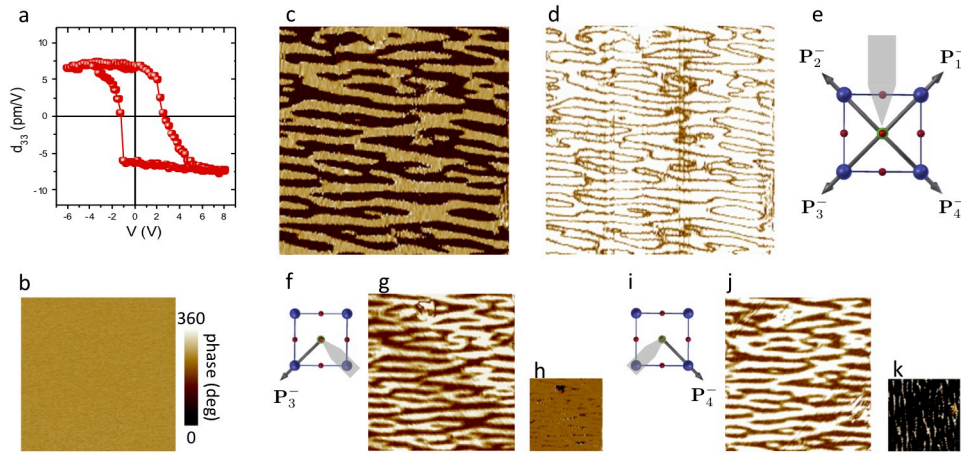 a
10
5
0
-5
-10
-6 -4 -2 0 2 4 6 8
d₃₃ (pm/V)
V (V)
b
360
phase (deg)
0
c
d
e
P₂⁻
P₁⁻
P₃⁻
P₄⁻
f
P₃⁻
g
h
i
P₄⁻
j
k